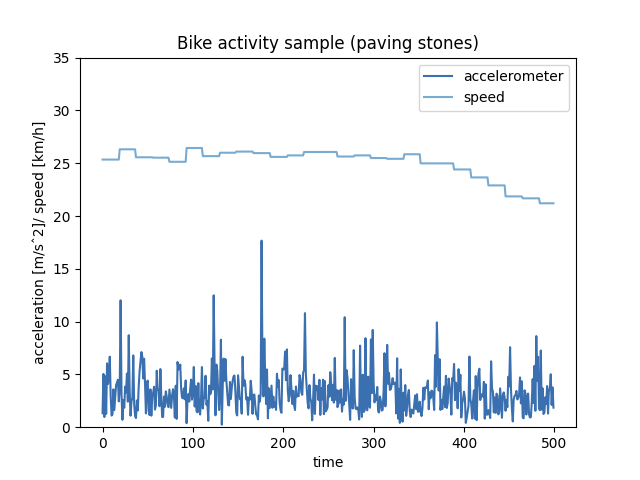 Bike activity sample (paving stones)
accelerometer
speed
35
30
25
20
15
10
5
0
acceleration [m/s^2]/ speed [km/h]
0 100 200 300 400 500
time